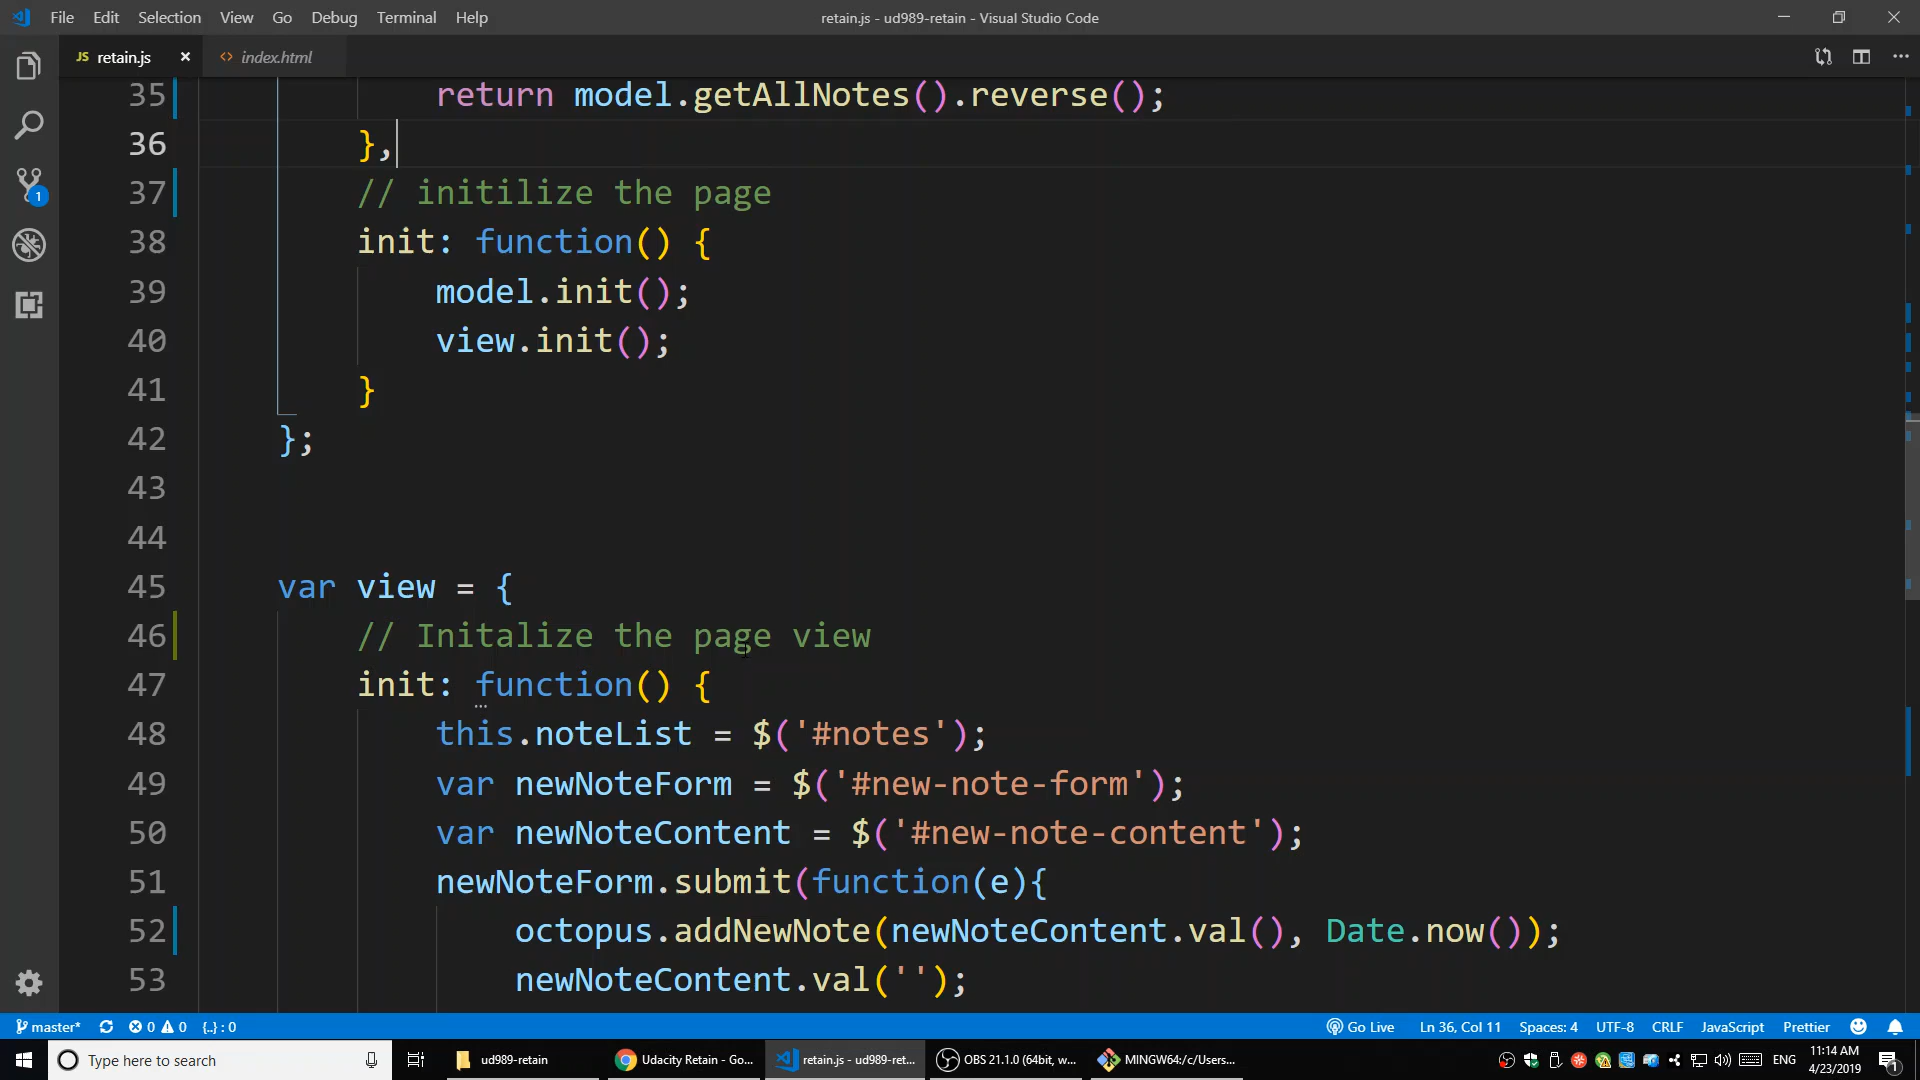 File Edit Selection View Go Debug Terminal Help
retain.js - ud989-retain - Visual Studio Code
JS retain.js × <> index.html
35 return model.getAllNotes().reverse();
36 },
37 // initilize the page
38 init: function() {
39 model.init();
40 view.init();
41 }
42 };
43
44
45 var view = {
46 // Initalize the page view
47 init: function() {
48 this.noteList = $('#notes');
49 var newNoteForm = $('#new-note-form');
50 var newNoteContent = $('#new-note-content');
51 newNoteForm.submit(function(e){
52 octopus.addNewNote(newNoteContent.val(), Date.now());
53 newNoteContent.val('');
1
master* 0 0 {..} : 0 Go Live Ln 36, Col 11 Spaces: 4 UTF-8 CRLF JavaScript Prettier
Type here to search ud989-retain Udacity Retain - Go... retain.js - ud989-ret... OBS 21.1.0 (64bit, w... MINGW64:/c/Users... ENG 11:14 AM
4/23/2019 1